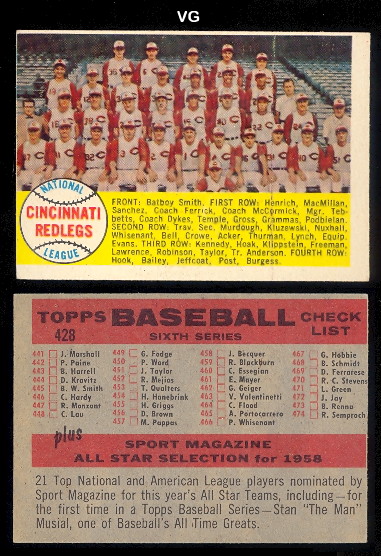 VG
NATIONAL
CINCINNATI
REDLEGS
LEAGUE
FRONT: Batboy Smith. FIRST ROW: Henrich, MacMillan,
Sanchez, Coach Ferrick, Coach McCormick, Mgr. Teb-
betts, Coach Dykes, Temple, Gross, Grammas, Podbielan.
SECOND ROW: Trav. Sec. Murdough, Kluzewski, Nuxhall,
Whisenant, Bell, Crowe, Acker, Thurman, Lynch, Equip.
Evans. THIRD ROW: Kennedy, Hoak, Klippstein, Freeman,
Lawrence, Robinson, Taylor, Tr. Anderson. FOURTH ROW:
Hook, Bailey, Jeffcoat, Post, Burgess.
TOPPS BASEBALL CHECK LIST
428
SIXTH SERIES
441 J. Marshall
442 P. Paine
443 B. Harrell
444 D. Kravitz
445 B. W. Smith
446 C. Hardy
447 R. Monzant
448 C. Lau
449 G. Fodge
450 P. Ward
451 J. Taylor
452 R. Mejias
453 T. Qualters
454 H. Hanebrink
455 H. Griggs
456 D. Brown
457 M. Pappas
458 J. Becquer
459 R. Blackburn
460 C. Essegian
461 E. Mayer
462 G. Geiger
463 V. Valentinetti
464 C. Flood
465 A. Portocarrero
466 P. Whisenant
467 G. Hobbie
468 B. Schmidt
469 D. Ferrarese
470 R. C. Stevens
471 L. Green
472 J. Jay
473 B. Renna
474 R. Semproch
plus
SPORT MAGAZINE
ALL STAR SELECTION for 1958
21 Top National and American League players nominated by
Sport Magazine for this year's All Star Teams, including—for
the first time in a Topps Baseball Series—Stan "The Man"
Musial, one of Baseball's All Time Greats.